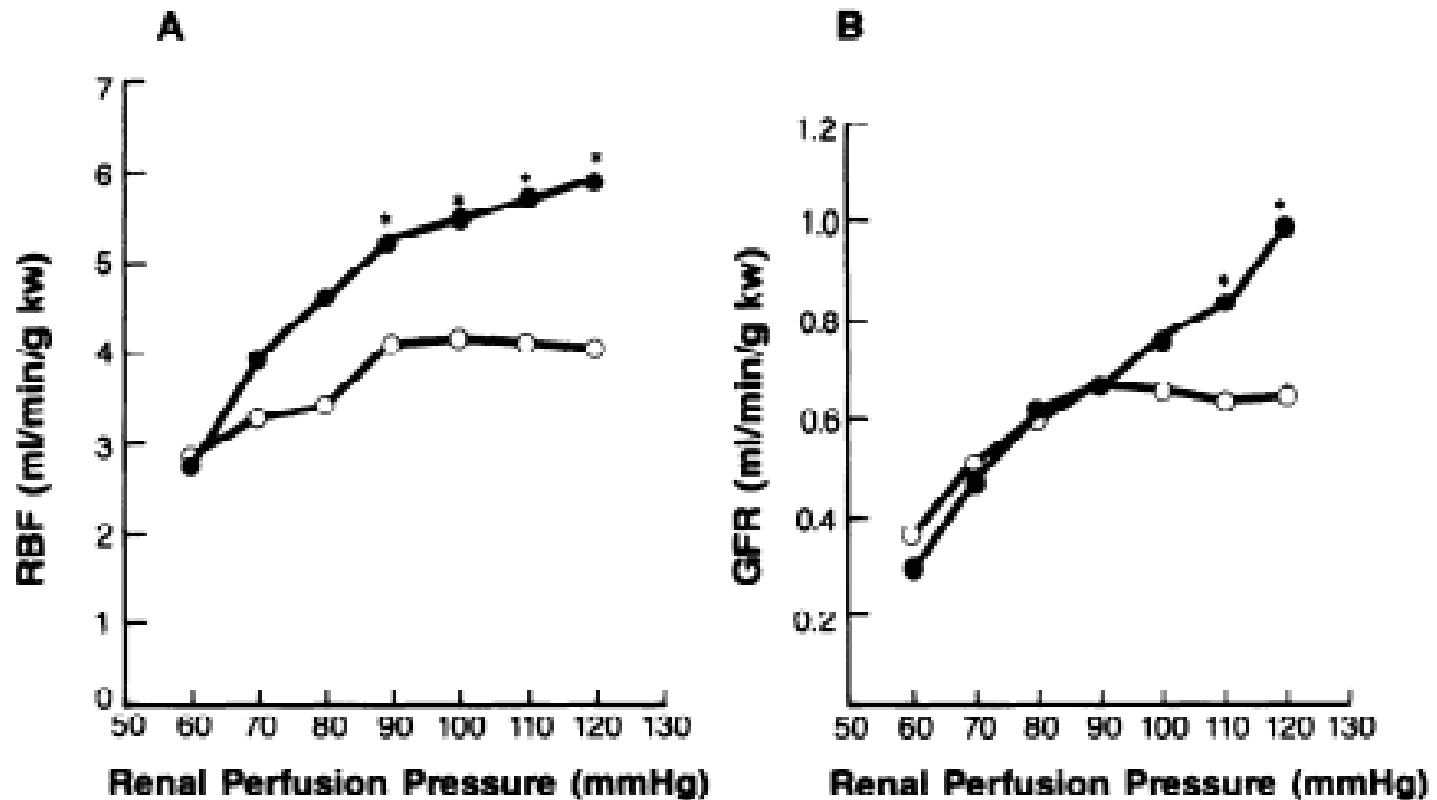 A
RBF (ml/min/g kw)
7
6
5
4
3
2
1
0
50 60 70 80 90 100 110 120 130
Renal Perfusion Pressure (mmHg)
B
GFR (ml/min/g kw)
1.2
1.0
0.8
0.6
0.4
0.2
50 60 70 80 90 100 110 120 130
Renal Perfusion Pressure (mmHg)